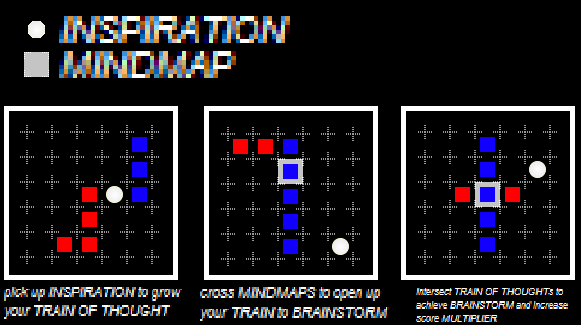 INSPIRATION
MINDMAP
pick up INSPIRATION to grow
your TRAIN OF THOUGHT
cross MINDMAPS to open up
your TRAIN to BRAINSTORM
Intersect TRAIN OF THOUGHTs to
achieve BRAINSTORM and increase
score MULTIPLIER